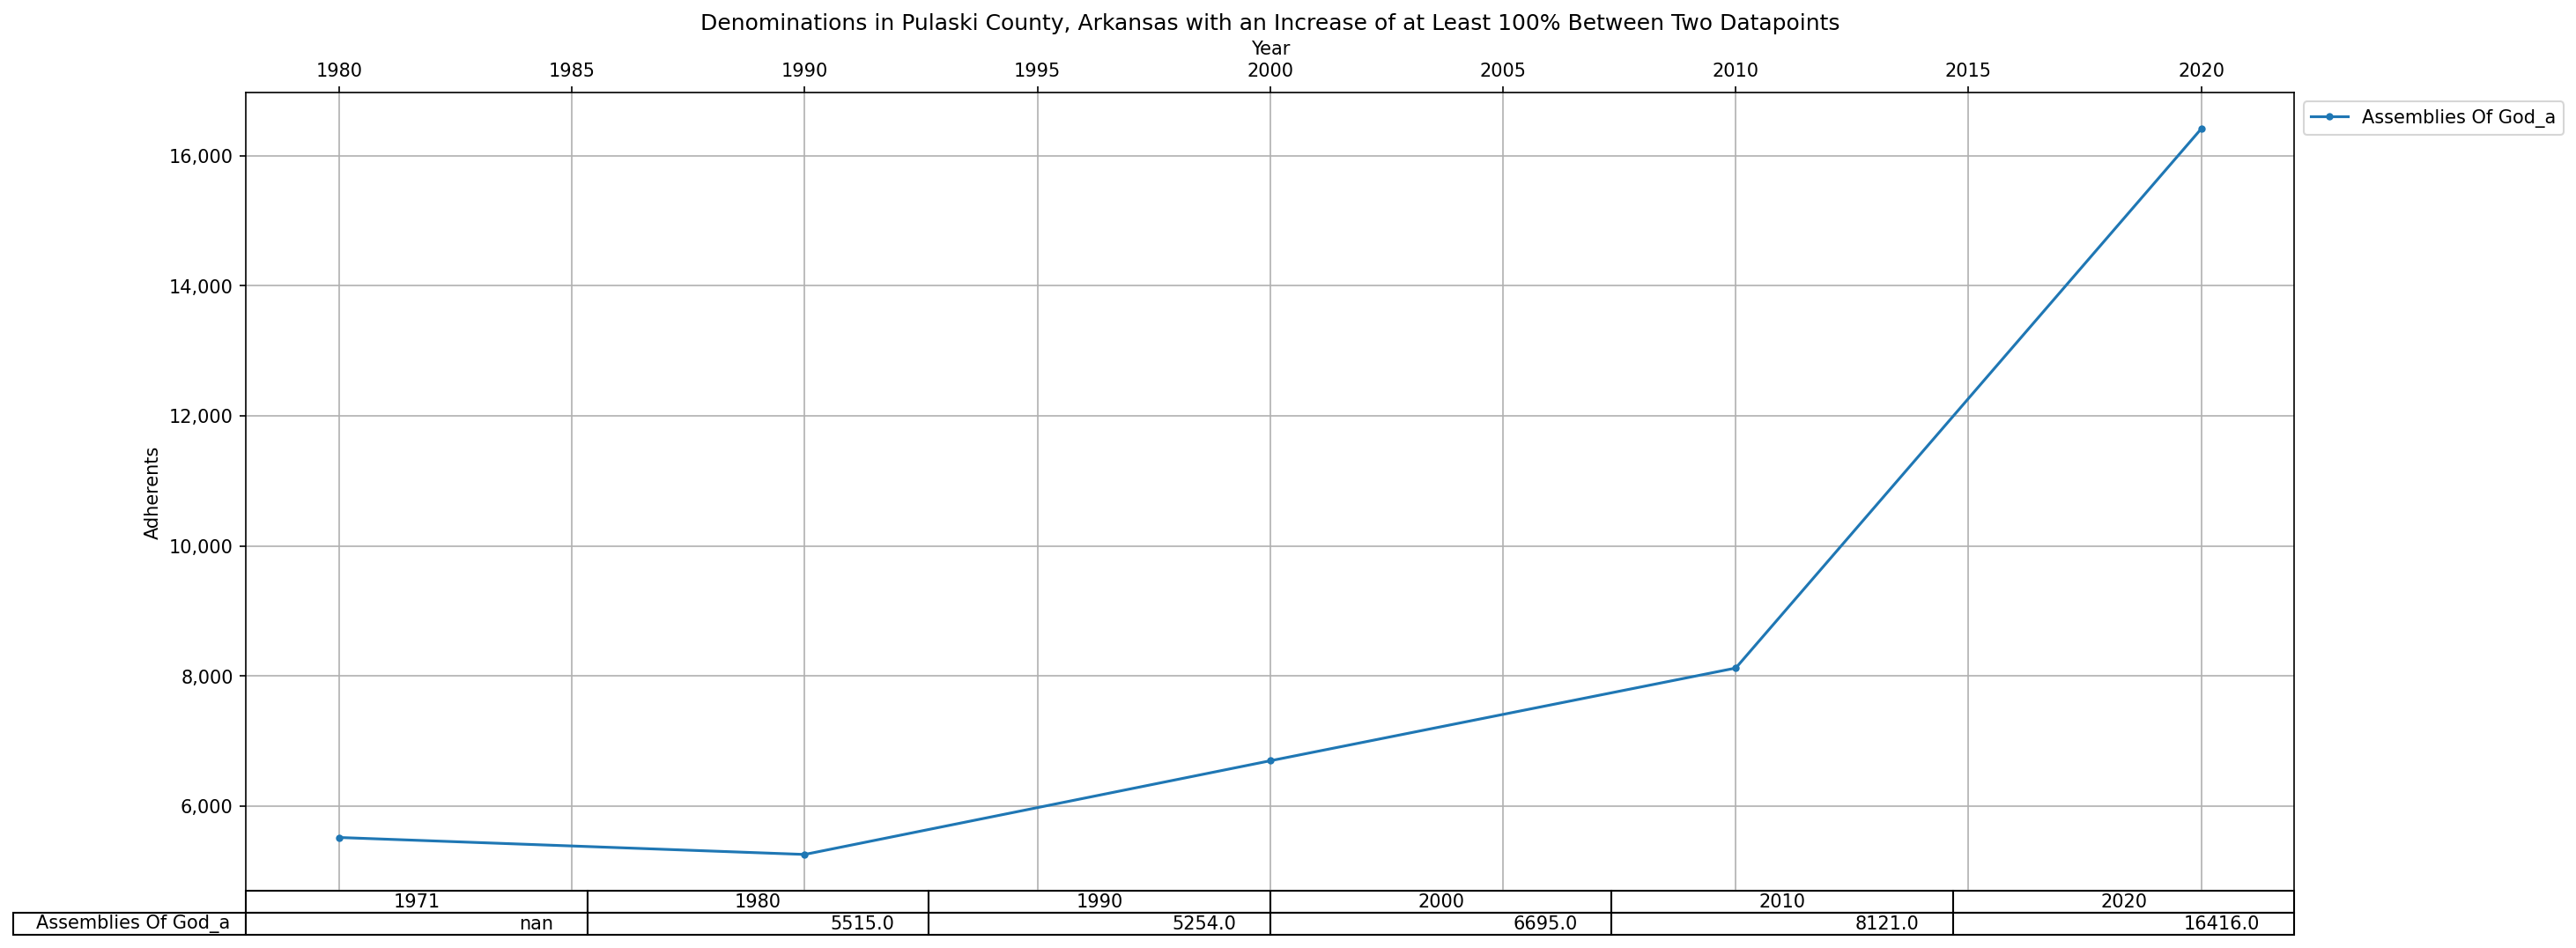 Denominations in Pulaski County, Arkansas with an Increase of at Least 100% Between Two Datapoints
Year
1980 1985 1990 1995 2000 2005 2010 2015 2020
Assemblies Of God_a
16,000
14,000
12,000
10,000
8,000
6,000
Adherents
1971 1980 1990 2000 2010 2020
Assemblies Of God_a nan 5515.0 5254.0 6695.0 8121.0 16416.0